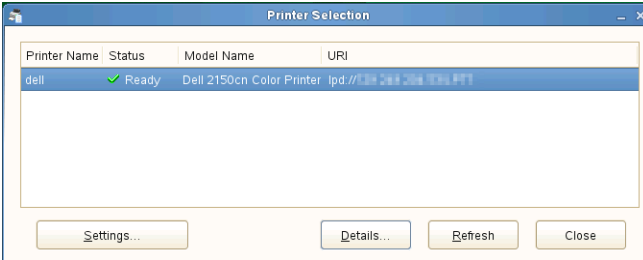 Printer Selection
Printer Name Status Model Name URI
dell Ready Dell 2150cn Color Printer lpd://
Settings... Details... Refresh Close